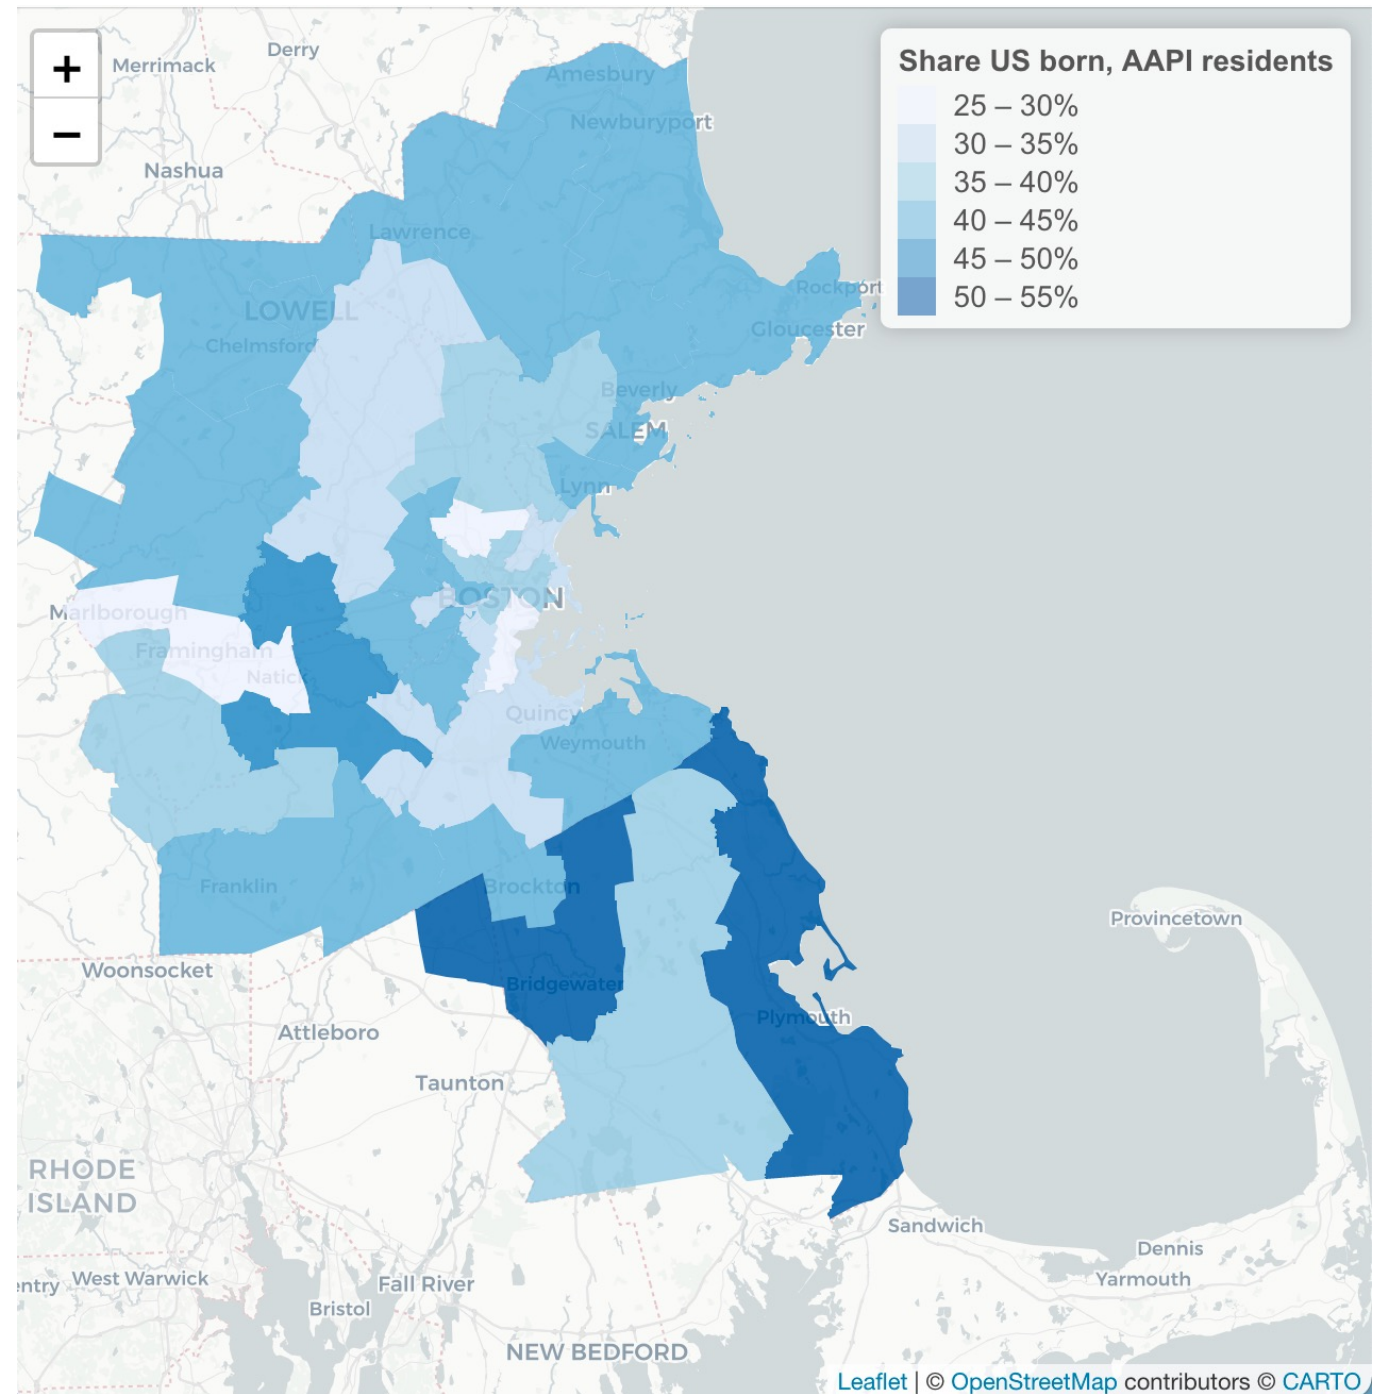 +
−
Share US born, AAPI residents
25 – 30%
30 – 35%
35 – 40%
40 – 45%
45 – 50%
50 – 55%
Derry
Merrimack
Amesbury
Newburyport
Nashua
Lawrence
Rockport
LOWELL
Gloucester
Chelmsford
Beverly
SALEM
Lynn
BOSTON
Marlborough
Framingham
Natick
Quincy
Weymouth
Franklin
Brockton
Provincetown
Woonsocket
Bridgewater
Plymouth
Attleboro
Taunton
RHODE
ISLAND
Sandwich
Dennis
entry
West Warwick
Fall River
Yarmouth
Bristol
NEW BEDFORD
Leaflet | © OpenStreetMap contributors © CARTO